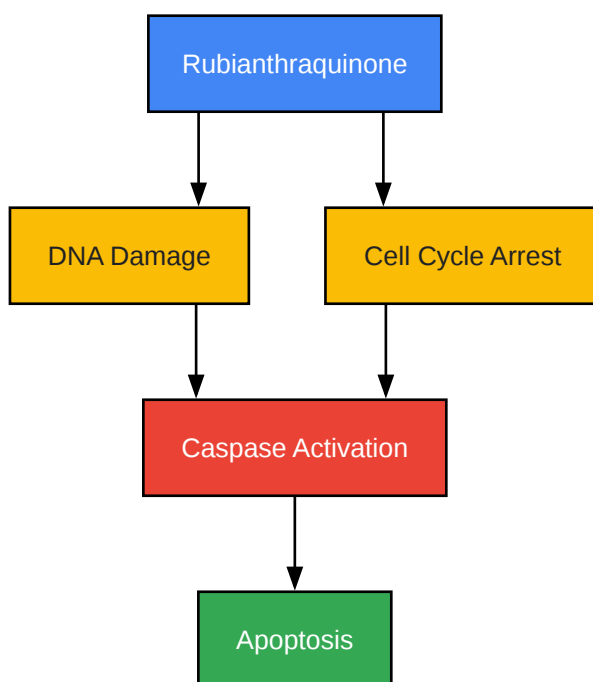 Rubianthraquinone
DNA Damage
Cell Cycle Arrest
Caspase Activation
Apoptosis